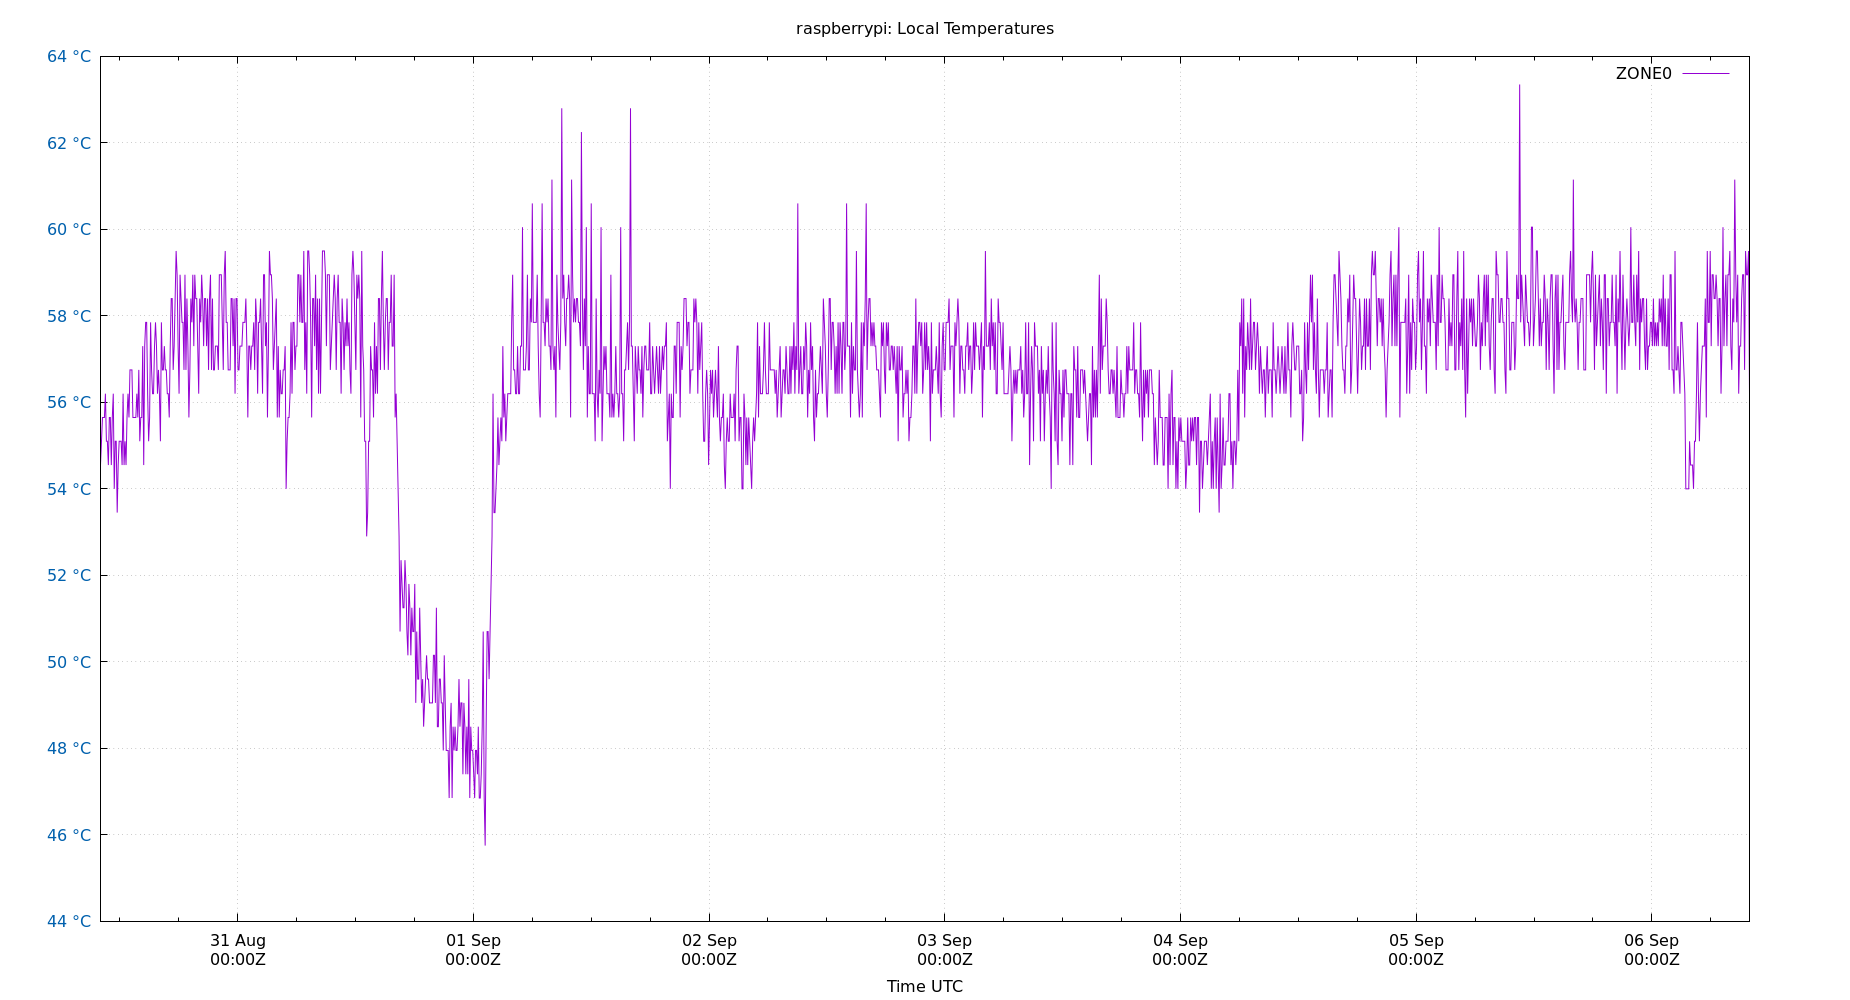 raspberrypi: Local Temperatures
64 °C
ZONE0
62 °C
60 °C
58 °C
56 °C
54 °C
52 °C
50 °C
48 °C
46 °C
44 °C
31 Aug 01 Sep 02 Sep 03 Sep 04 Sep 05 Sep 06 Sep
00:00Z 00:00Z 00:00Z 00:00Z 00:00Z 00:00Z 00:00Z
Time UTC